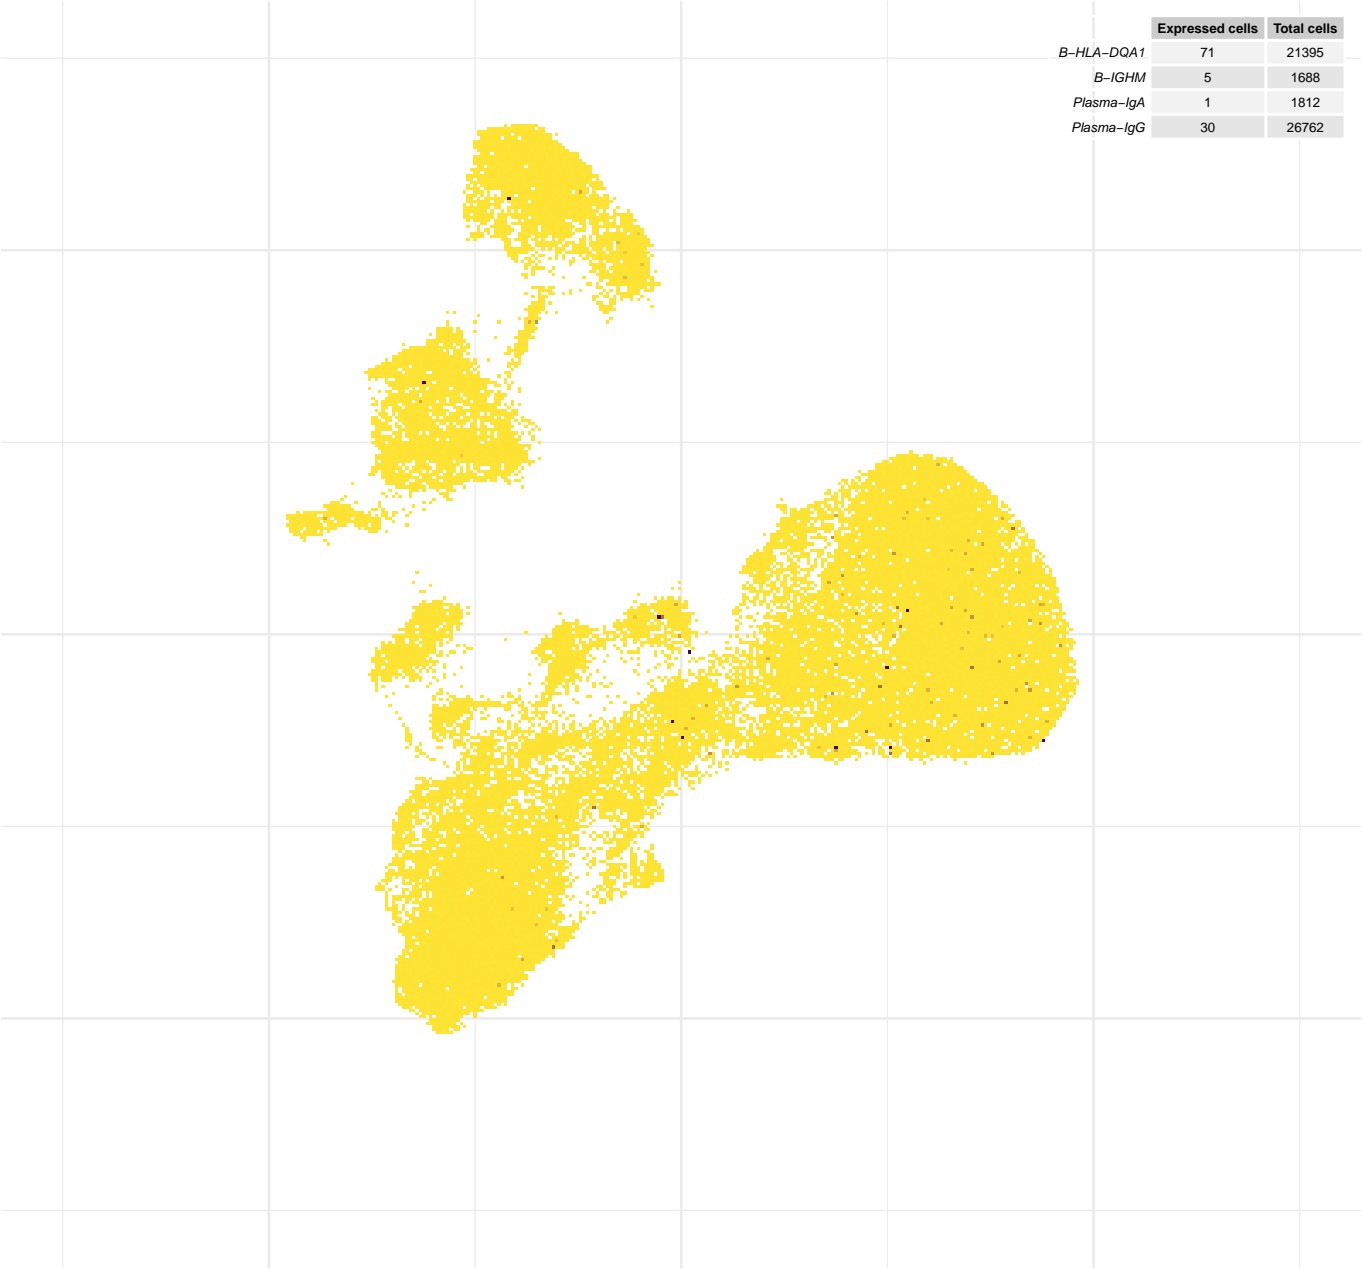 Expressed cells Total cells
B−HLA−DQA1 71 21395
B−IGHM 5 1688
Plasma−IgA 1 1812
Plasma−IgG 30 26762